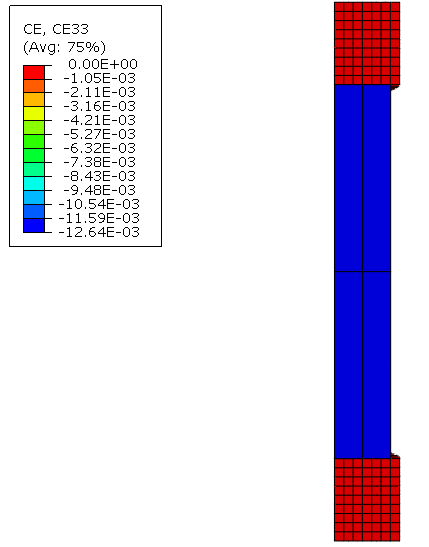 CE, CE33
(Avg: 75%)
0.00E+00
-1.05E-03
-2.11E-03
-3.16E-03
-4.21E-03
-5.27E-03
-6.32E-03
-7.38E-03
-8.43E-03
-9.48E-03
-10.54E-03
-11.59E-03
-12.64E-03